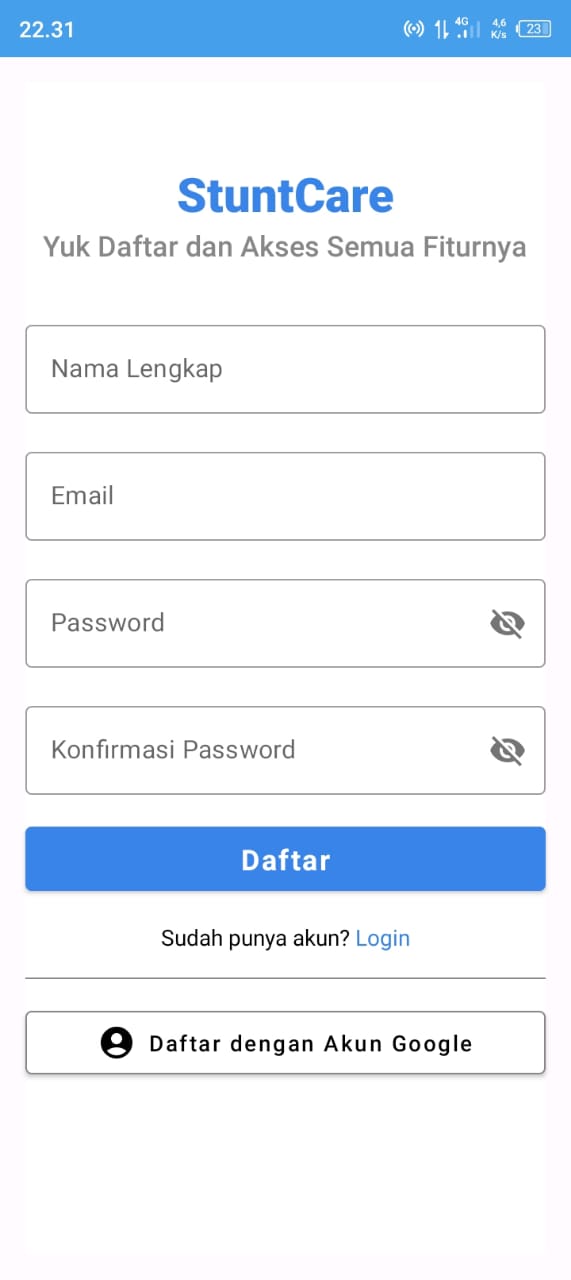 22.31
4G
4,6
K/s
23
StuntCare
Yuk Daftar dan Akses Semua Fiturnya
Nama Lengkap
Email
Password
Konfirmasi Password
Daftar
Sudah punya akun? Login
Daftar dengan Akun Google